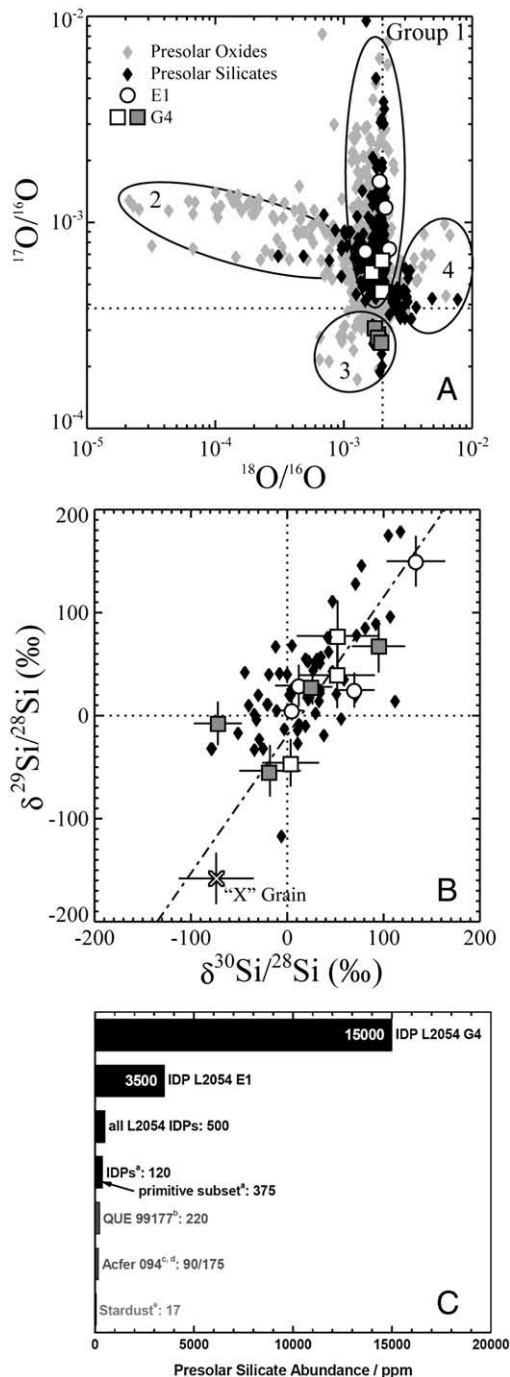 10⁻²
Group 1
Presolar Oxides
Presolar Silicates
E1
G4
2
¹⁷O/¹⁶O
10⁻³
4
3
A
10⁻⁴
10⁻⁵ 10⁻⁴ 10⁻³ 10⁻²
¹⁸O/¹⁶O
200
100
δ²⁹Si/²⁸Si (‰)
0
-100
"X" Grain
B
-200
-200 -100 0 100 200
δ³⁰Si/²⁸Si (‰)
15000 IDP L2054 G4
3500 IDP L2054 E1
all L2054 IDPs: 500
IDPsᵃ: 120
primitive subsetᵃ: 375
QUE 99177ᵇ: 220
Acfer 094ᶜ,ᵈ: 90/175
Stardustᵉ: 17
C
0 5000 10000 15000 20000
Presolar Silicate Abundance / ppm